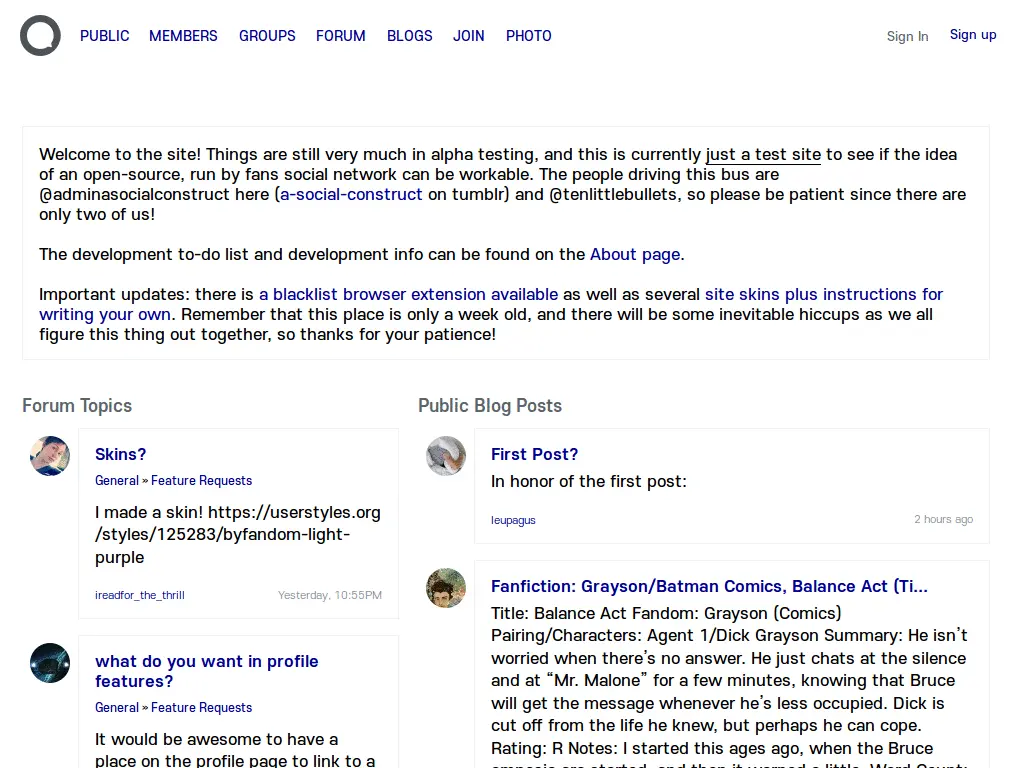 PUBLIC MEMBERS GROUPS FORUM BLOGS JOIN PHOTO Sign In Sign up
Welcome to the site! Things are still very much in alpha testing, and this is currently just a test site to see if the idea
of an open-source, run by fans social network can be workable. The people driving this bus are
@adminasocialconstruct here (a-social-construct on tumblr) and @tenlittlebullets, so please be patient since there are
only two of us!
The development to-do list and development info can be found on the About page.
Important updates: there is a blacklist browser extension available as well as several site skins plus instructions for
writing your own. Remember that this place is only a week old, and there will be some inevitable hiccups as we all
figure this thing out together, so thanks for your patience!
Forum Topics
Skins?
General » Feature Requests
I made a skin! https://userstyles.org
/styles/125283/byfandom-light-
purple
ireadfor_the_thrill Yesterday, 10:55PM
what do you want in profile
features?
General » Feature Requests
It would be awesome to have a
place on the profile page to link to a
Public Blog Posts
First Post?
In honor of the first post:
leupagus 2 hours ago
Fanfiction: Grayson/Batman Comics, Balance Act (Ti...
Title: Balance Act Fandom: Grayson (Comics)
Pairing/Characters: Agent 1/Dick Grayson Summary: He isn't
worried when there's no answer. He just chats at the silence
and at “Mr. Malone” for a few minutes, knowing that Bruce
will get the message whenever he's less occupied. Dick is
cut off from the life he knew, but perhaps he can cope.
Rating: R Notes: I started this ages ago, when the Bruce
amnesia arc started, and then it warped a little. Word Count: